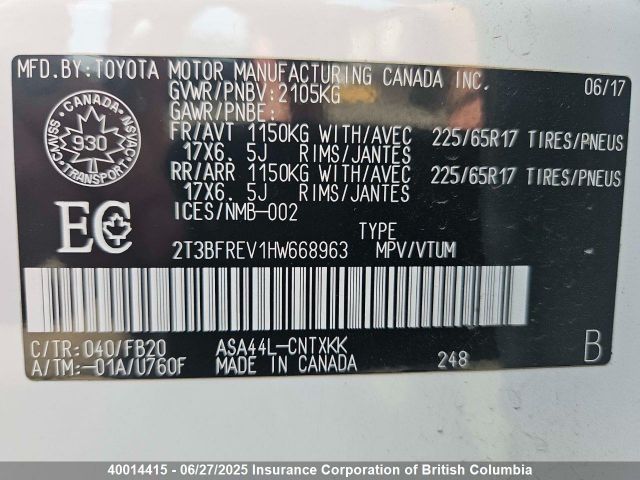 MFD.BY:TOYOTA MOTOR MANUFACTURING CANADA INC. 06/17
GVWR/PNBV:2105KG
GAWR/PNBE:
FR/AVT 1150KG WITH/AVEC 225/65R17 TIRES/PNEUS
17X6.5J RIMS/JANTES
RR/ARR 1150KG WITH/AVEC 225/65R17 TIRES/PNEUS
17X6.5J RIMS/JANTES
ICES/NMB-002
CANADA
930
TRANSPORT
CMVSS
NSVAC
EC
TYPE
2T3BFREV1HW668963 MPV/VTUM
C/TR:040/FB20 ASA44L-CNTXKK
A/TM:-01A/U760F MADE IN CANADA 248 B
40014415 - 06/27/2025 Insurance Corporation of British Columbia